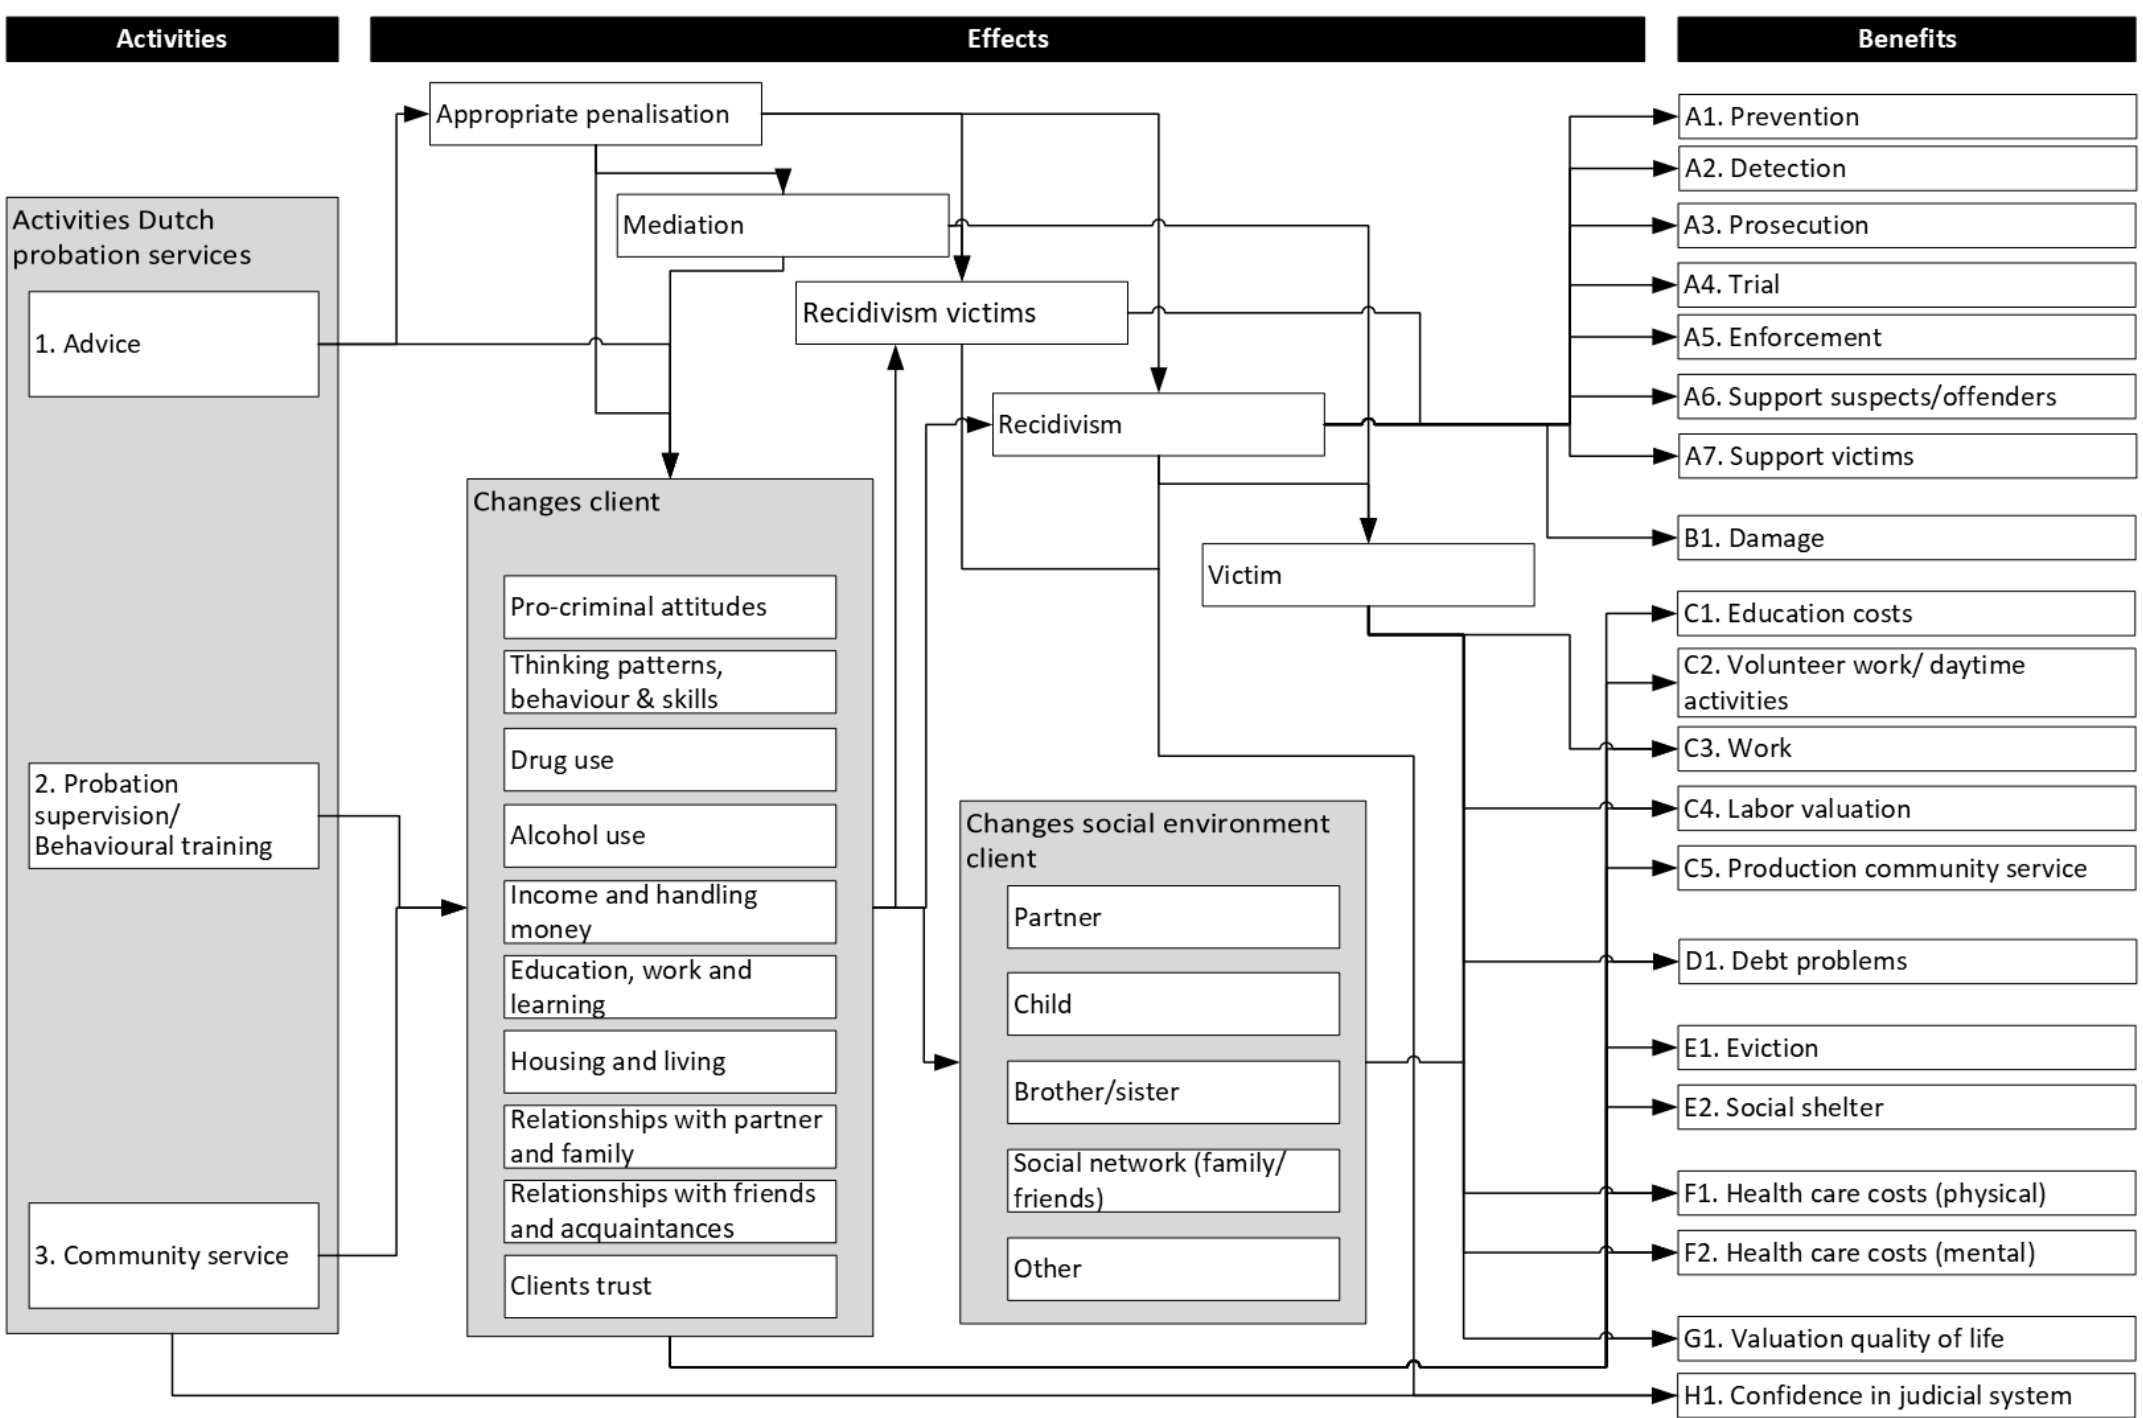 Activities
Effects
Benefits
Activities Dutch
probation services
1. Advice
2. Probation
supervision/
Behavioural training
3. Community service
Appropriate penalisation
Mediation
Recidivism victims
Recidivism
Victim
Changes client
Pro-criminal attitudes
Thinking patterns,
behaviour & skills
Drug use
Alcohol use
Income and handling
money
Education, work and
learning
Housing and living
Relationships with partner
and family
Relationships with friends
and acquaintances
Clients trust
Changes social environment
client
Partner
Child
Brother/sister
Social network (family/
friends)
Other
A1. Prevention
A2. Detection
A3. Prosecution
A4. Trial
A5. Enforcement
A6. Support suspects/offenders
A7. Support victims
B1. Damage
C1. Education costs
C2. Volunteer work/ daytime
activities
C3. Work
C4. Labor valuation
C5. Production community service
D1. Debt problems
E1. Eviction
E2. Social shelter
F1. Health care costs (physical)
F2. Health care costs (mental)
G1. Valuation quality of life
H1. Confidence in judicial system